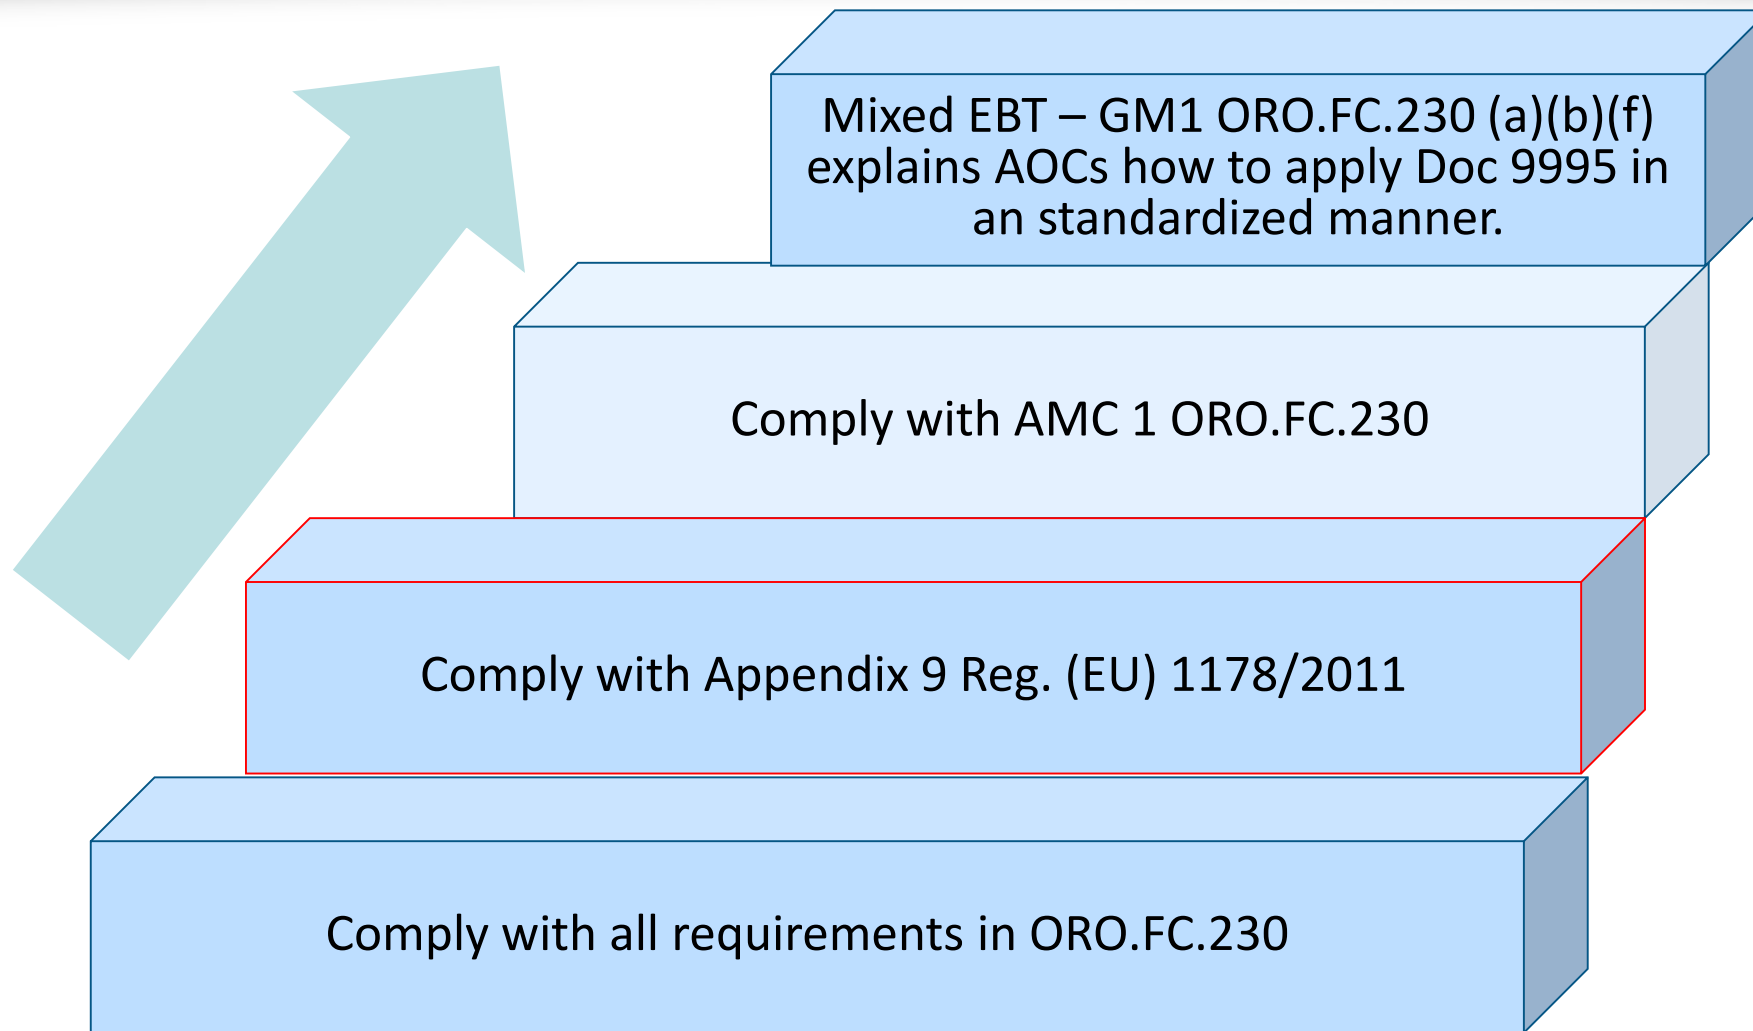 Mixed EBT – GM1 ORO.FC.230 (a)(b)(f)
explains AOCs how to apply Doc 9995 in
an standardized manner.
Comply with AMC 1 ORO.FC.230
Comply with Appendix 9 Reg. (EU) 1178/2011
Comply with all requirements in ORO.FC.230